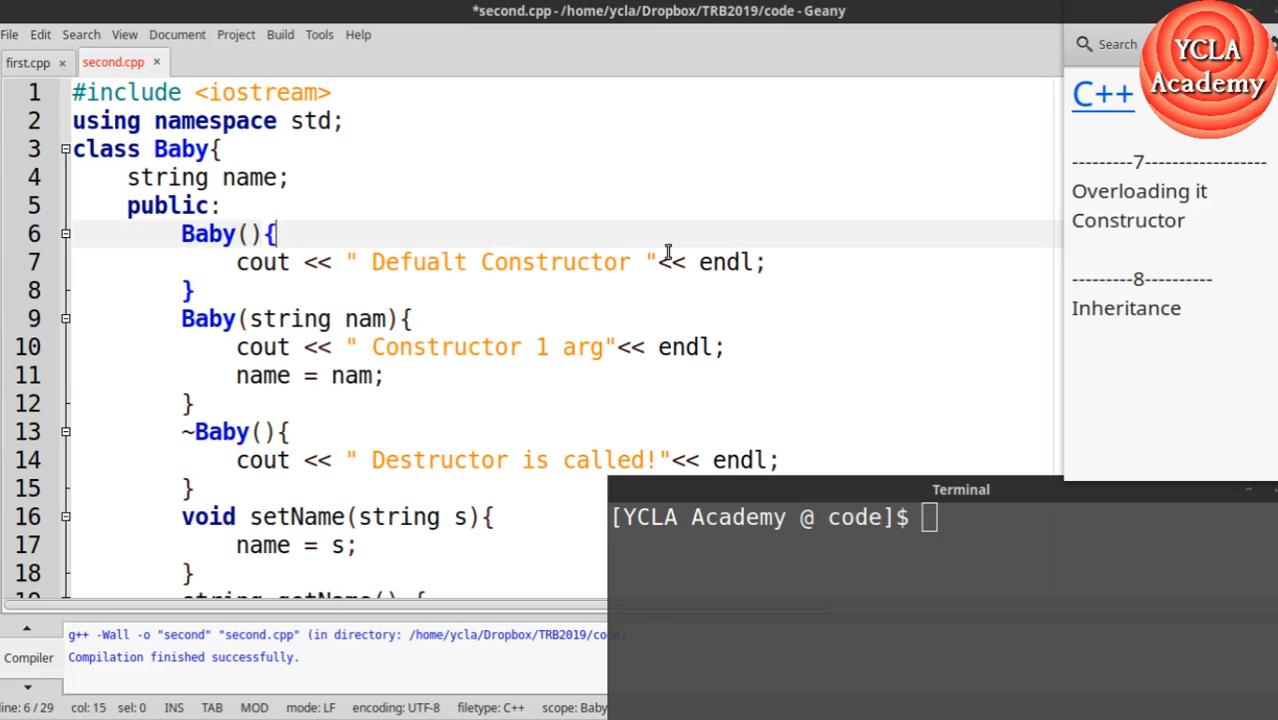 *second.cpp - /home/ycla/Dropbox/TRB2019/code - Geany
File Edit Search View Document Project Build Tools Help
first.cpp × second.cpp ×
1 #include <iostream>
2 using namespace std;
3 class Baby{
4 string name;
5 public:
6 Baby(){
7 cout << " Defualt Constructor "<< endl;
8 }
9 Baby(string nam){
10 cout << " Constructor 1 arg"<< endl;
11 name = nam;
12 }
13 ~Baby(){
14 cout << " Destructor is called!"<< endl;
15 }
16 void setName(string s){
17 name = s;
18 }
19 string getName() {
Search
YCLA
Academy
C++
---------7-----------------
Overloading it
Constructor
---------8----------
Inheritance
Terminal
[YCLA Academy @ code]$
Compiler
g++ -Wall -o "second" "second.cpp" (in directory: /home/ycla/Dropbox/TRB2019/code)
Compilation finished successfully.
line: 6 / 29 col: 15 sel: 0 INS TAB MOD mode: LF encoding: UTF-8 filetype: C++ scope: Baby